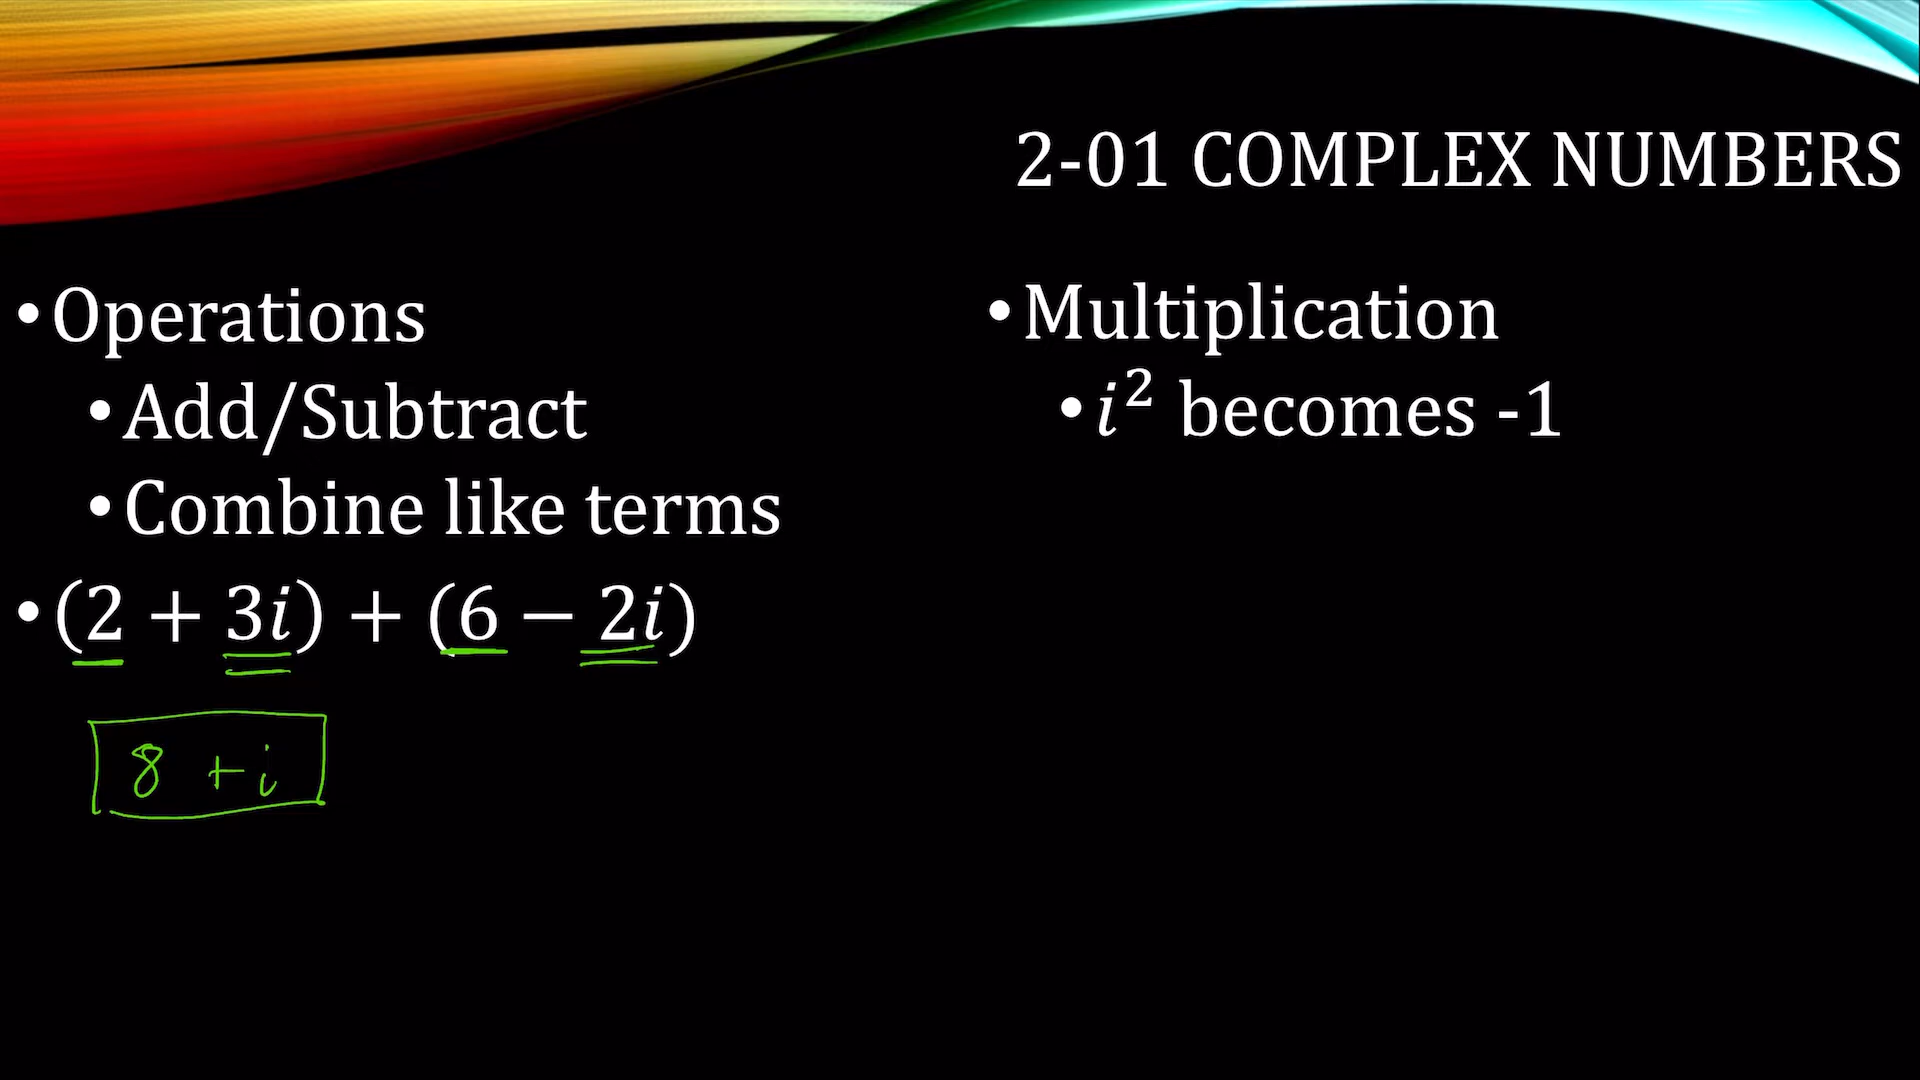 2-01 COMPLEX NUMBERS
•Operations
•Add/Subtract
•Combine like terms
•(2 + 3i) + (6 − 2i)
8 + i
•Multiplication
•i² becomes -1